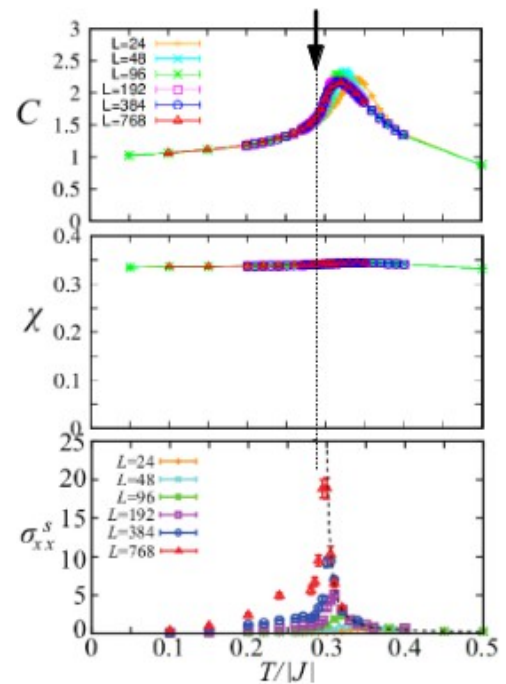 C
3
2.5
2
1.5
1
0.5
0
L=24
L=48
L=96
L=192
L=384
L=768
χ
0.4
0.3
0.2
0.1
0
σxxˢ
25
20
15
10
5
0
L=24
L=48
L=96
L=192
L=384
L=768
0 0.1 0.2 0.3 0.4 0.5
T/|J|